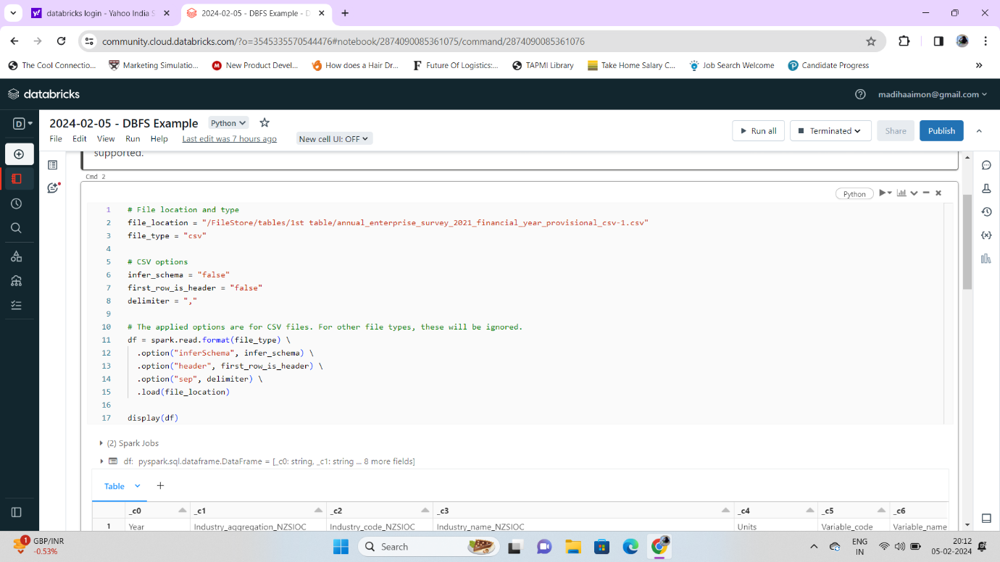 databricks login - Yahoo India S
2024-02-05 - DBFS Example - D
community.cloud.databricks.com/?o=3545335570544476#notebook/2874090085361075/command/2874090085361076
The Cool Connectio...
Marketing Simulatio...
New Product Devel...
How does a Hair Dr...
Future Of Logistics:...
TAPMI Library
Take Home Salary C...
Job Search Welcome
Candidate Progress
databricks
madihaaimon@gmail.com
D
2024-02-05 - DBFS Example
Python
File Edit View Run Help Last edit was 7 hours ago New cell UI: OFF
Run all
Terminated
Share
Publish
supported.
Cmd 2
Python
1 # File location and type
2 file_location = "/FileStore/tables/1st table/annual_enterprise_survey_2021_financial_year_provisional_csv-1.csv"
3 file_type = "csv"
4
5 # CSV options
6 infer_schema = "false"
7 first_row_is_header = "false"
8 delimiter = ","
9
10 # The applied options are for CSV files. For other file types, these will be ignored.
11 df = spark.read.format(file_type) \
12 .option("inferSchema", infer_schema) \
13 .option("header", first_row_is_header) \
14 .option("sep", delimiter) \
15 .load(file_location)
16
17 display(df)
(2) Spark Jobs
df: pyspark.sql.dataframe.DataFrame = [_c0: string, _c1: string ... 8 more fields]
Table
_c0 _c1 _c2 _c3 _c4 _c5 _c6
1 Year Industry_aggregation_NZSIOC Industry_code_NZSIOC Industry_name_NZSIOC Units Variable_code Variable_name
1
GBP/INR
-0.53%
Search
ENG
IN
20:12
05-02-2024